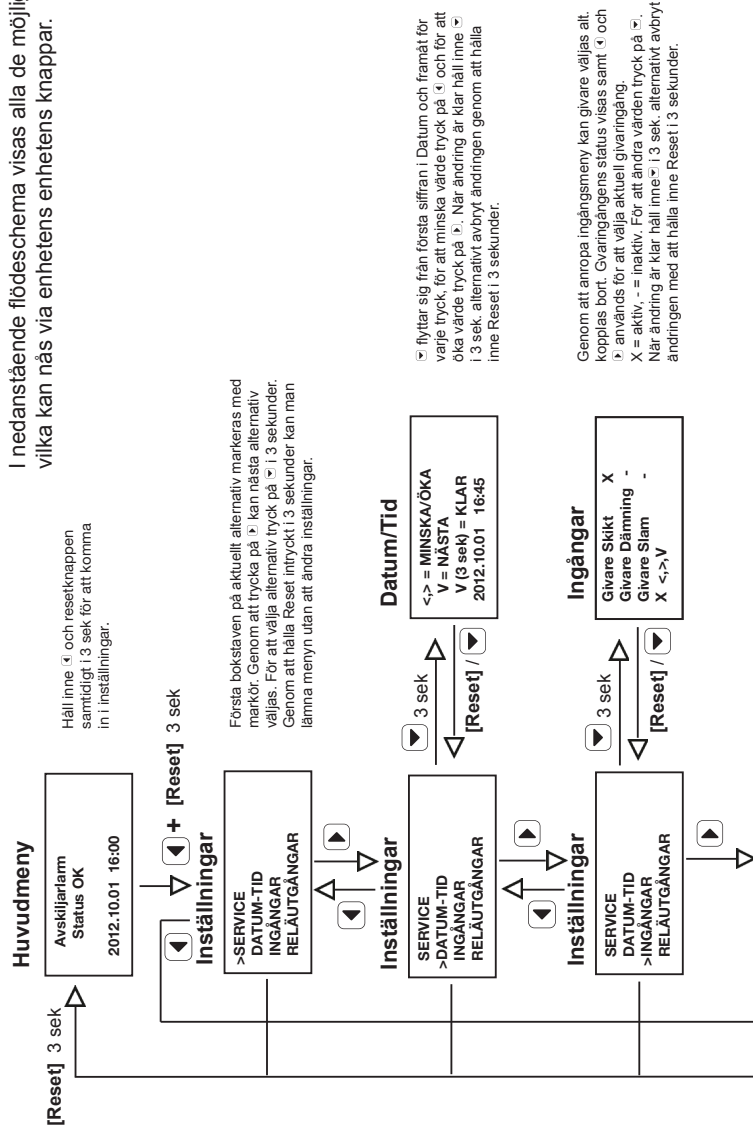 I nedanstående flödeschema visas alla de möjlig
vilka kan nås via enhetens enhetens knappar.
Huvudmeny
[Reset] 3 sek
Avskiljarlarm
Status OK
2012.10.01 16:00
Håll inne ◀ och resetknappen
samtidigt i 3 sek för att komma
in i inställningar.
◀ + [Reset] 3 sek
Inställningar
>SERVICE
DATUM-TID
INGÅNGAR
RELÄUTGÅNGAR
Första bokstaven på aktuellt alternativ markeras med
markör. Genom att trycka på ▶ kan nästa alternativ
väljas. För att välja alternativ tryck på ▼ i 3 sekunder.
Genom att hålla Reset intryckt i 3 sekunder kan man
lämna menyn utan att ändra inställningar.
◀ ▶
Inställningar
SERVICE
>DATUM-TID
INGÅNGAR
RELÄUTGÅNGAR
▼ 3 sek
[Reset] / ▼
Datum/Tid
<,> = MINSKA/ÖKA
V = NÄSTA
V (3 sek) = KLAR
2012.10.01 16:45
▼ flyttar sig från första siffran i Datum och framåt för
varje tryck, för att minska värde tryck på ◀ och för att
öka värde tryck på ▶. När ändring är klar håll inne ▼
i 3 sek. alternativt avbryt ändringen genom att hålla
inne Reset i 3 sekunder.
◀ ▶
Inställningar
SERVICE
DATUM-TID
>INGÅNGAR
RELÄUTGÅNGAR
▼ 3 sek
[Reset] / ▼
Ingångar
Givare Skikt X
Givare Dämning -
Givare Slam -
X <,>,V
Genom att anropa ingångsmeny kan givare väljas alt.
kopplas bort. Gvaringångens status visas samt ◀ och
▶ används för att välja aktuell givaringång.
X = aktiv, - = inaktiv. För att ändra värden tryck på ▼.
När ändring är klar håll inne▼ i 3 sek. alternativt avbryt
ändringen med att hålla inne Reset i 3 sekunder.
▶